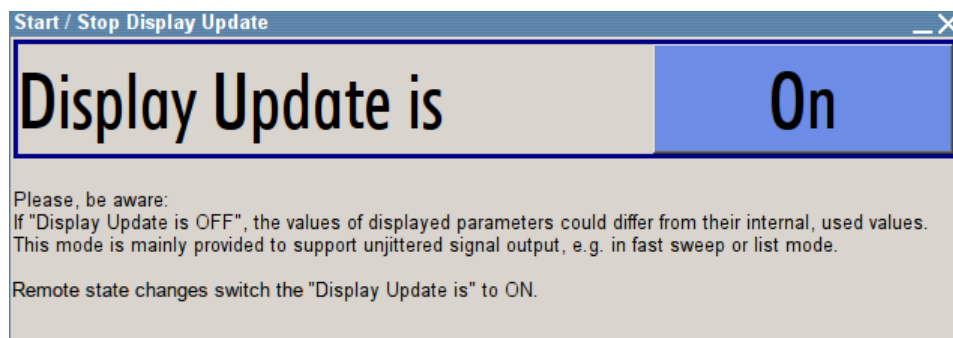 Start / Stop Display Update
Display Update is On
Please, be aware:
If "Display Update is OFF", the values of displayed parameters could differ from their internal, used values.
This mode is mainly provided to support unjittered signal output, e.g. in fast sweep or list mode.
Remote state changes switch the "Display Update is" to ON.